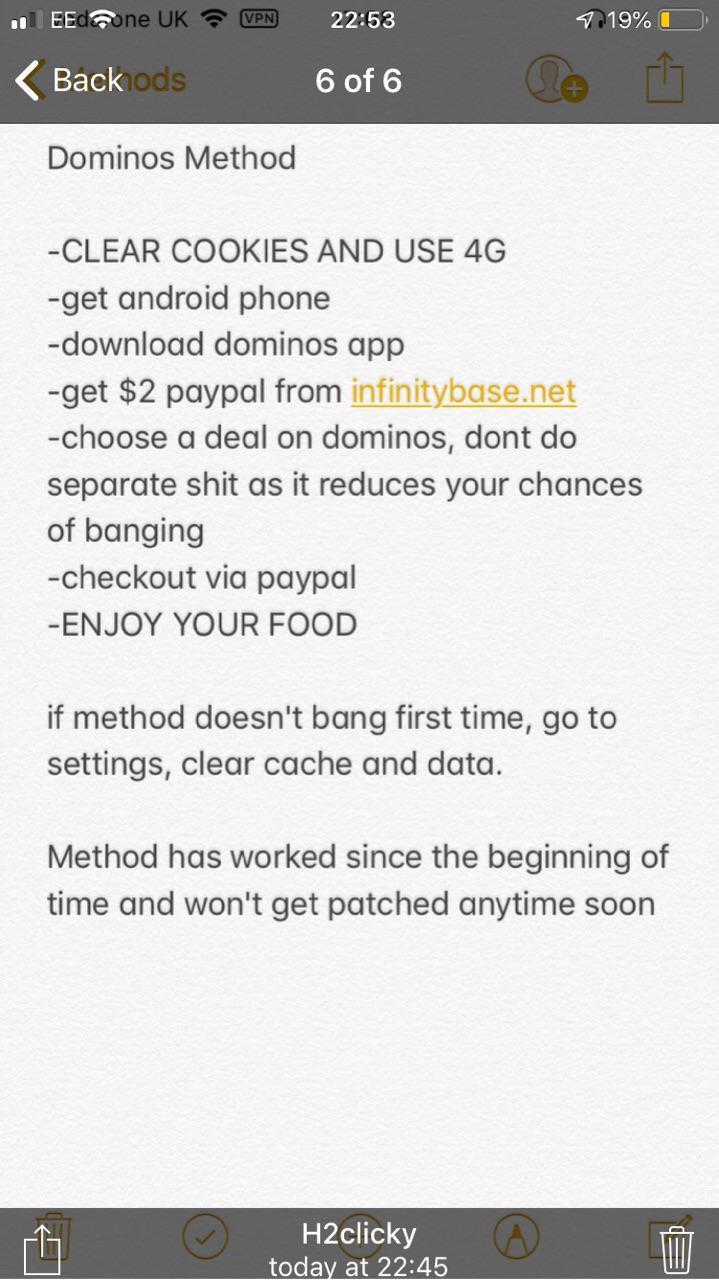 EE
one UK
VPN
22:53
19%
Back
Methods
6 of 6
Dominos Method
-CLEAR COOKIES AND USE 4G
-get android phone
-download dominos app
-get $2 paypal from infinitybase.net
-choose a deal on dominos, dont do
separate shit as it reduces your chances
of banging
-checkout via paypal
-ENJOY YOUR FOOD
if method doesn't bang first time, go to
settings, clear cache and data.
Method has worked since the beginning of
time and won't get patched anytime soon
H2clicky
today at 22:45